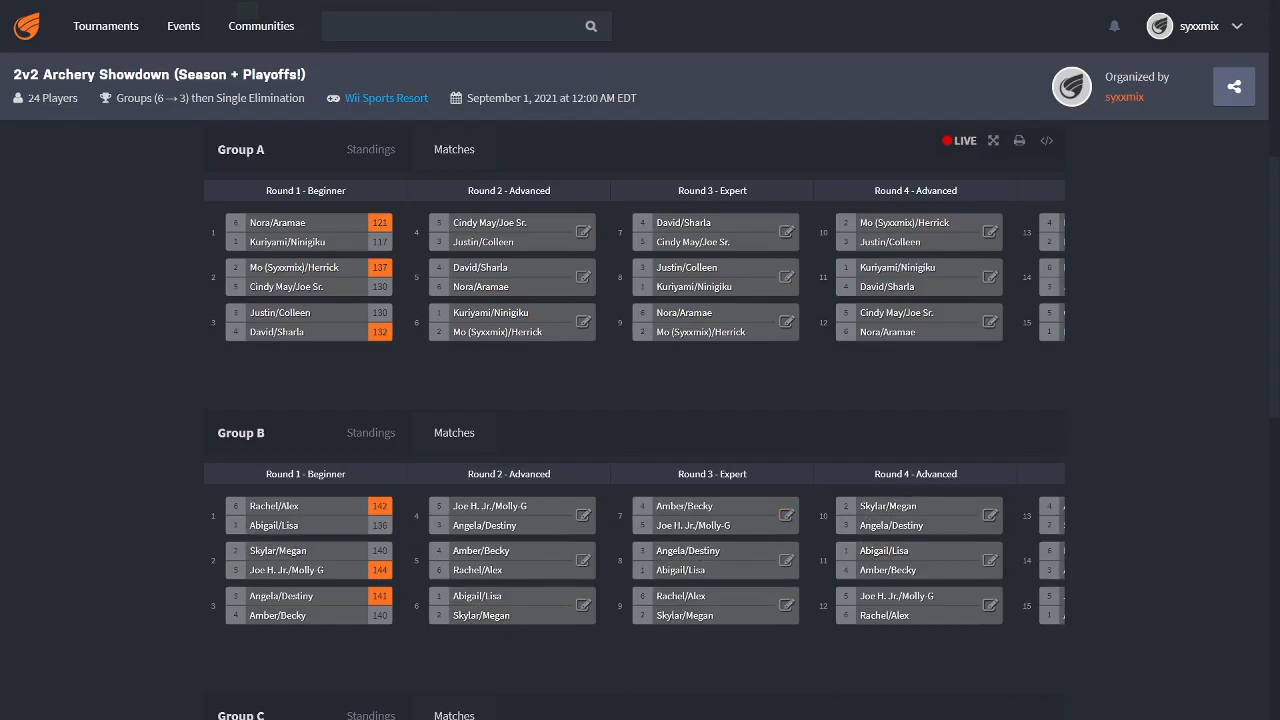 Tournaments Events Communities syxxmix
2v2 Archery Showdown (Season + Playoffs!)
24 Players Groups (6→3) then Single Elimination Wii Sports Resort September 1, 2021 at 12:00 AM EDT
Organized by
syxxmix
Group A Standings Matches LIVE </>
Round 1 - Beginner Round 2 - Advanced Round 3 - Expert Round 4 - Advanced
1 6 Nora/Aramae 121 4 5 Cindy May/Joe Sr. 7 4 David/Sharla 10 2 Mo (Syxxmix)/Herrick 13 4
1 Kuriyami/Ninigiku 117 3 Justin/Colleen 5 Cindy May/Joe Sr. 3 Justin/Colleen 2
2 2 Mo (Syxxmix)/Herrick 137 5 4 David/Sharla 8 3 Justin/Colleen 11 1 Kuriyami/Ninigiku 14 6
5 Cindy May/Joe Sr. 130 6 Nora/Aramae 1 Kuriyami/Ninigiku 4 David/Sharla 3
3 3 Justin/Colleen 130 6 1 Kuriyami/Ninigiku 9 6 Nora/Aramae 12 5 Cindy May/Joe Sr. 15 5
4 David/Sharla 132 2 Mo (Syxxmix)/Herrick 2 Mo (Syxxmix)/Herrick 6 Nora/Aramae 1
Group B Standings Matches
Round 1 - Beginner Round 2 - Advanced Round 3 - Expert Round 4 - Advanced
1 6 Rachel/Alex 142 4 5 Joe H. Jr./Molly-G 7 4 Amber/Becky 10 2 Skylar/Megan 13 4
1 Abigail/Lisa 136 3 Angela/Destiny 5 Joe H. Jr./Molly-G 3 Angela/Destiny 2
2 2 Skylar/Megan 140 5 4 Amber/Becky 8 3 Angela/Destiny 11 1 Abigail/Lisa 14 6
5 Joe H. Jr./Molly-G 144 6 Rachel/Alex 1 Abigail/Lisa 4 Amber/Becky 3
3 3 Angela/Destiny 141 6 1 Abigail/Lisa 9 6 Rachel/Alex 12 5 Joe H. Jr./Molly-G 15 5
4 Amber/Becky 140 2 Skylar/Megan 2 Skylar/Megan 6 Rachel/Alex 1
Group C Standings Matches